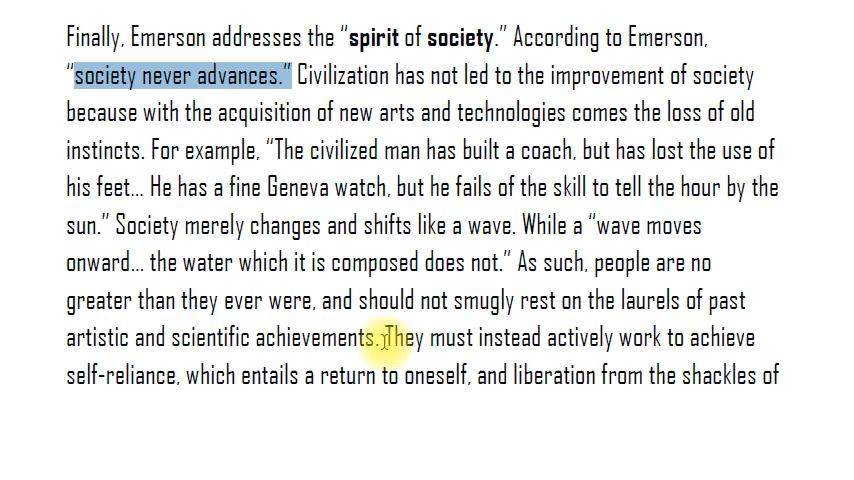 Finally, Emerson addresses the “spirit of society.” According to Emerson,
“society never advances.” Civilization has not led to the improvement of society
because with the acquisition of new arts and technologies comes the loss of old
instincts. For example, “The civilized man has built a coach, but has lost the use of
his feet... He has a fine Geneva watch, but he fails of the skill to tell the hour by the
sun.” Society merely changes and shifts like a wave. While a “wave moves
onward... the water which it is composed does not.” As such, people are no
greater than they ever were, and should not smugly rest on the laurels of past
artistic and scientific achievements. They must instead actively work to achieve
self-reliance, which entails a return to oneself, and liberation from the shackles of